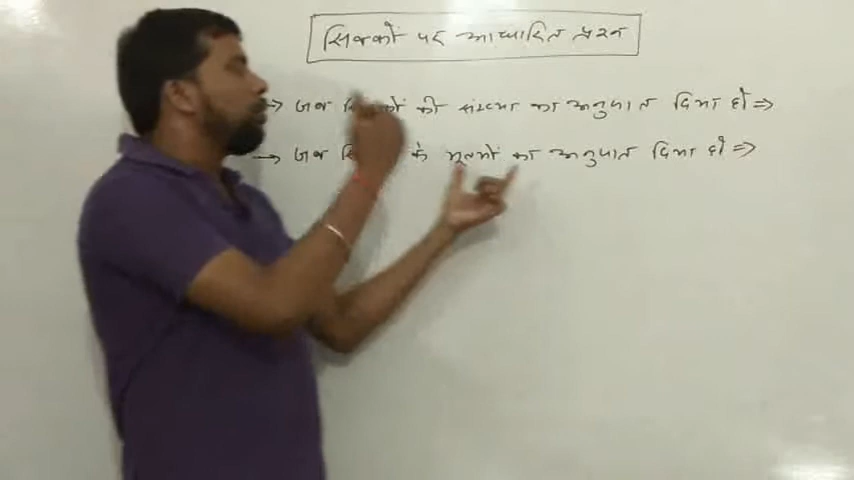 सिक्कों पर आधारित प्रश्न
→ जब सिक्कों की संख्या का अनुपात दिया हो ⇒
→ जब के मूल्यों का अनुपात दिया हो ⇒